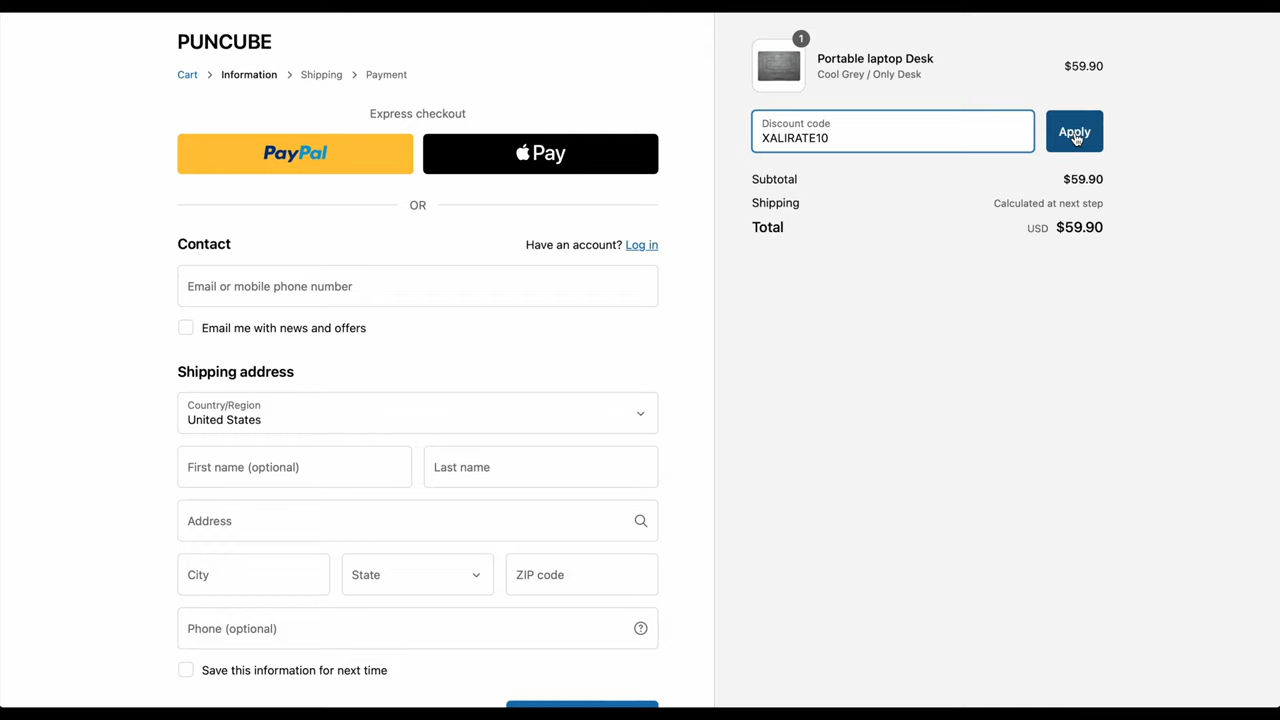 PUNCUBE
Cart > Information > Shipping > Payment
Express checkout
PayPal
Pay
OR
Contact
Have an account? Log in
Email or mobile phone number
Email me with news and offers
Shipping address
Country/Region
United States
First name (optional)
Last name
Address
City
State
ZIP code
Phone (optional)
Save this information for next time
1
Portable laptop Desk
Cool Grey / Only Desk
$59.90
Discount code
XALIRATE10
Apply
Subtotal
$59.90
Shipping
Calculated at next step
Total
USD $59.90